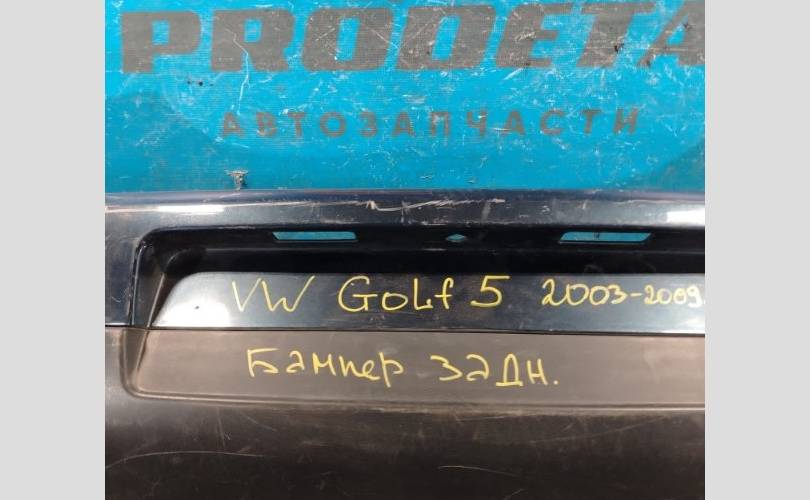 PRODETA
АВТОЗАПЧАСТИ
VW GOLf 5 2003-2009.
Бампер задн.